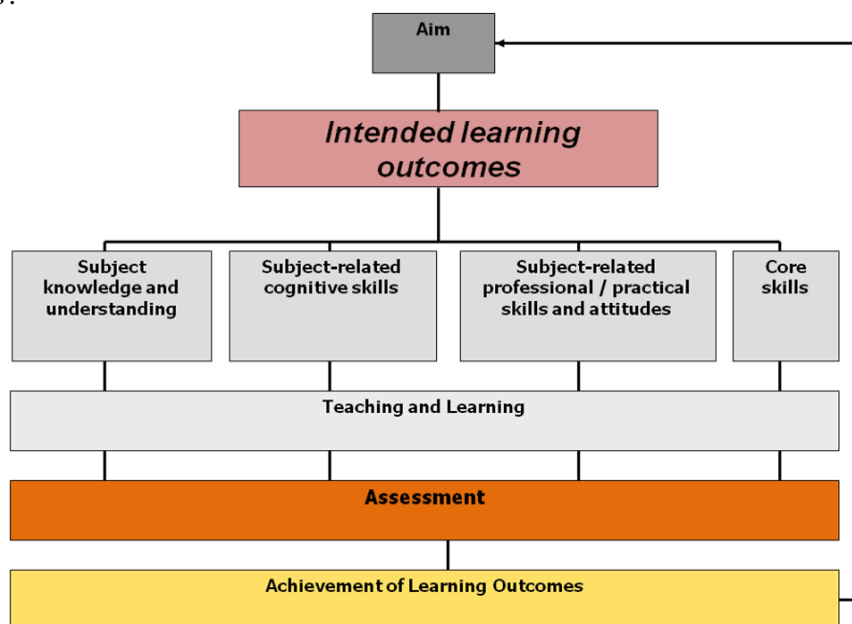 Aim
Intended learning
outcomes
Subject
knowledge and
understanding
Subject-related
cognitive skills
Subject-related
professional / practical
skills and attitudes
Core
skills
Teaching and Learning
Assessment
Achievement of Learning Outcomes